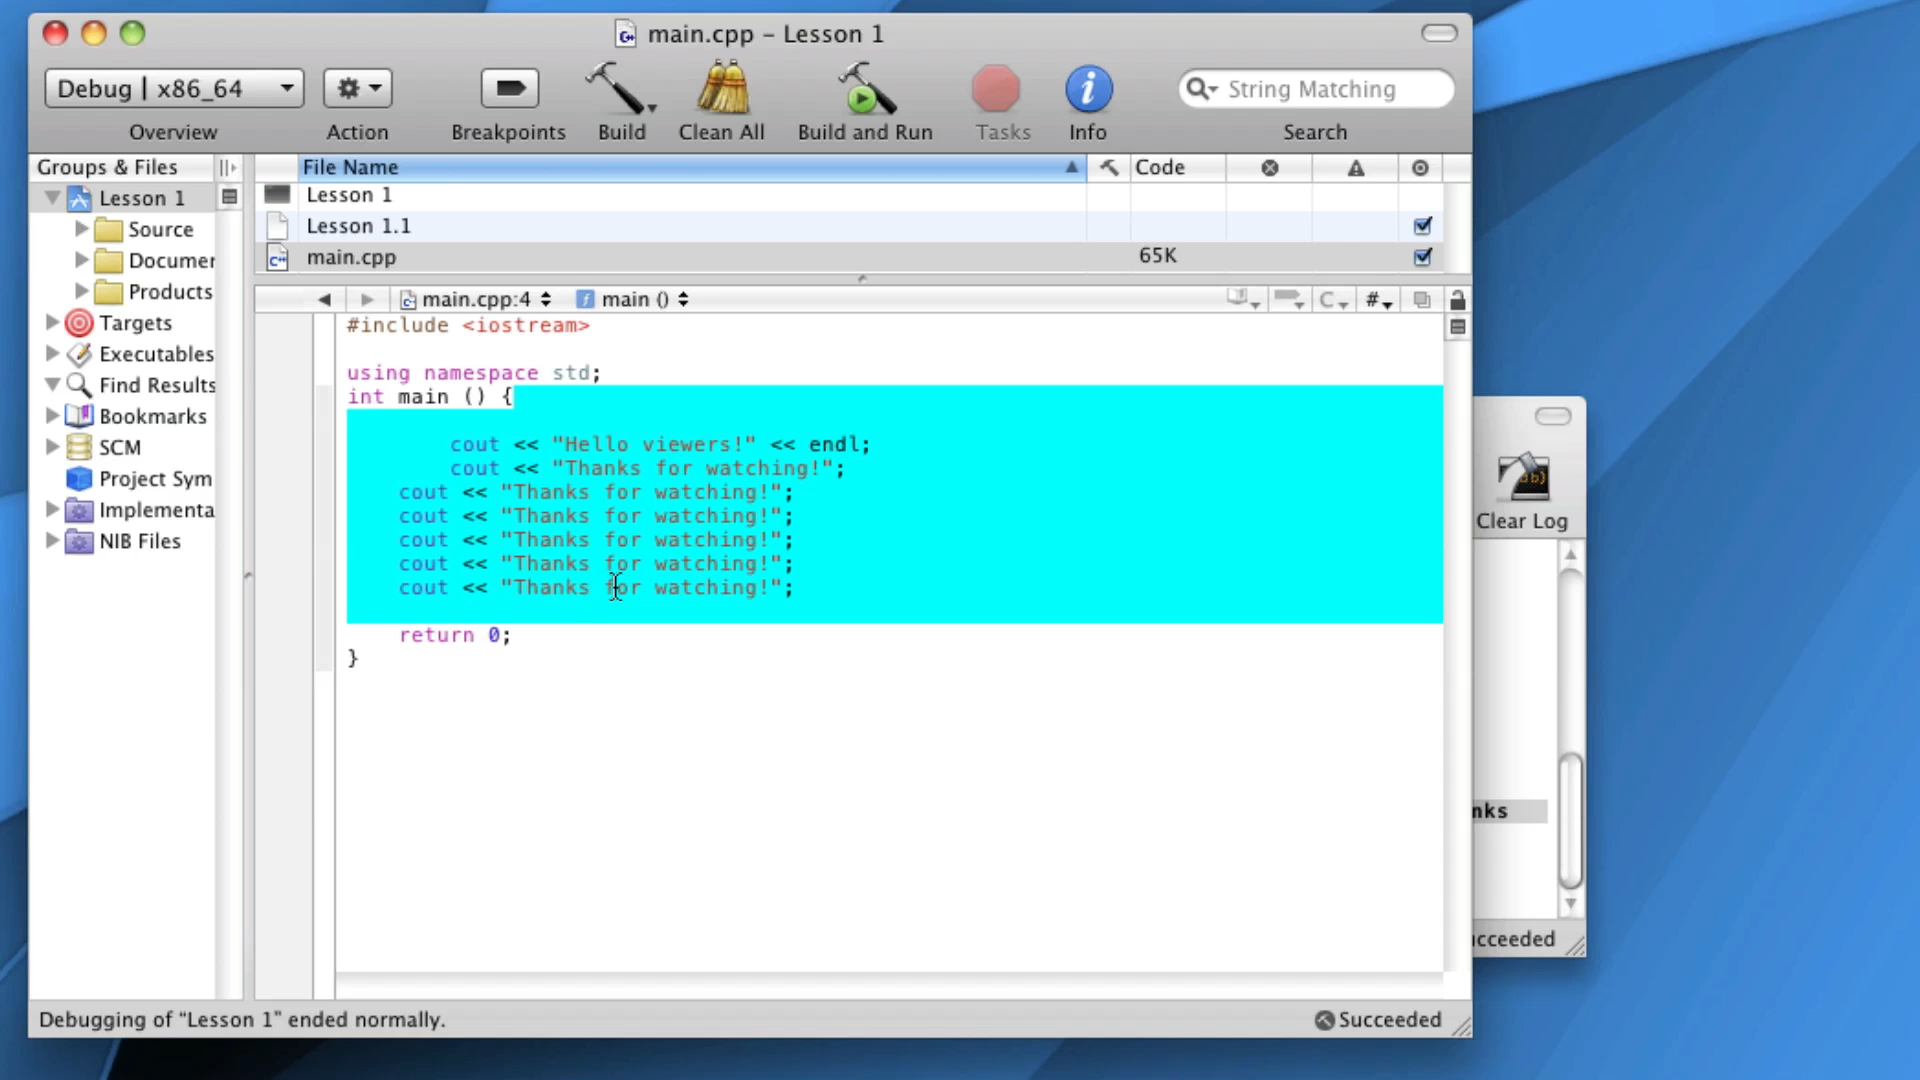 main.cpp – Lesson 1
Debug | x86_64
String Matching
Overview
Action
Breakpoints
Build
Clean All
Build and Run
Tasks
Info
Search
Groups & Files
File Name
Code
Lesson 1
Lesson 1
Lesson 1.1
main.cpp
65K
Source
Documen
Products
Targets
Executables
Find Results
Bookmarks
SCM
Project Sym
Implementa
NIB Files
main.cpp:4
main ()
C
#
#include <iostream>
using namespace std;
int main () {
cout << "Hello viewers!" << endl;
cout << "Thanks for watching!";
cout << "Thanks for watching!";
cout << "Thanks for watching!";
cout << "Thanks for watching!";
cout << "Thanks for watching!";
cout << "Thanks for watching!";
return 0;
}
Clear Log
nks
cceeded
Debugging of “Lesson 1” ended normally.
Succeeded